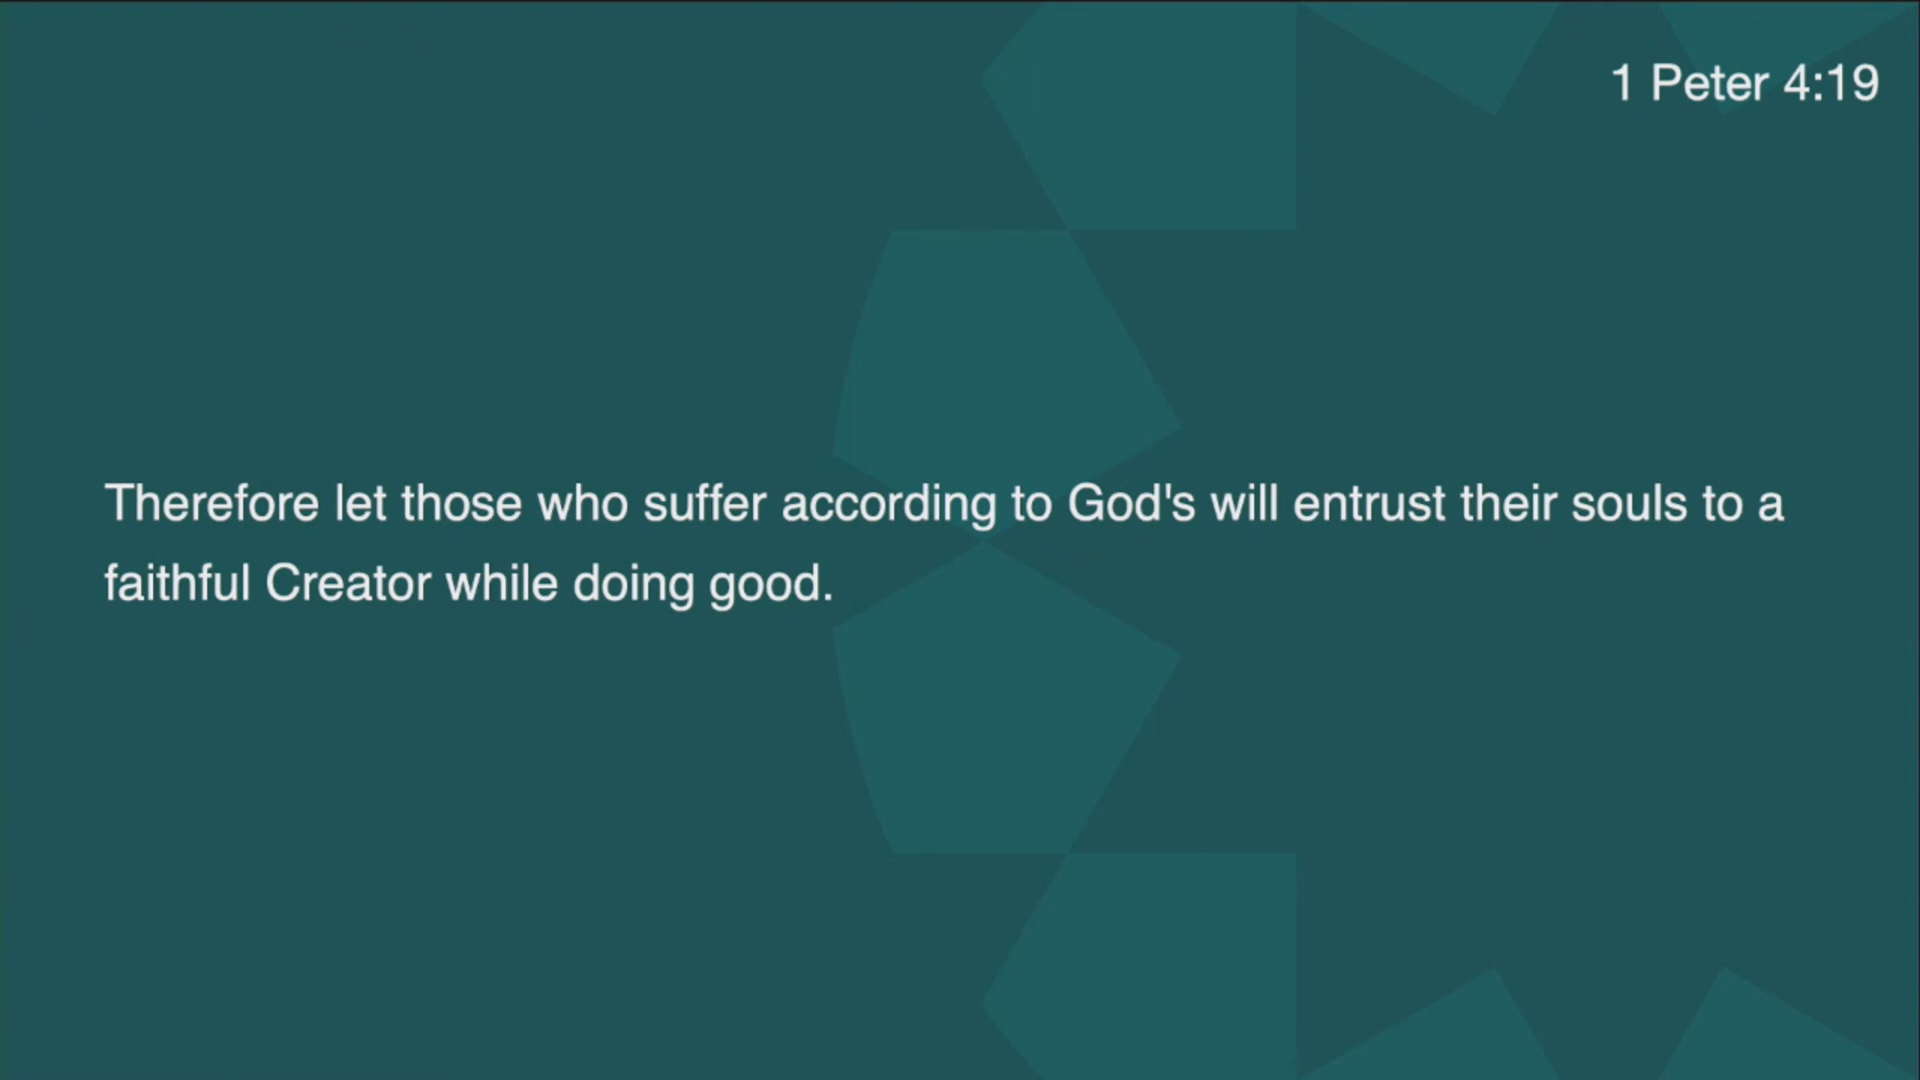 1 Peter 4:19
Therefore let those who suffer according to God's will entrust their souls to a
faithful Creator while doing good.